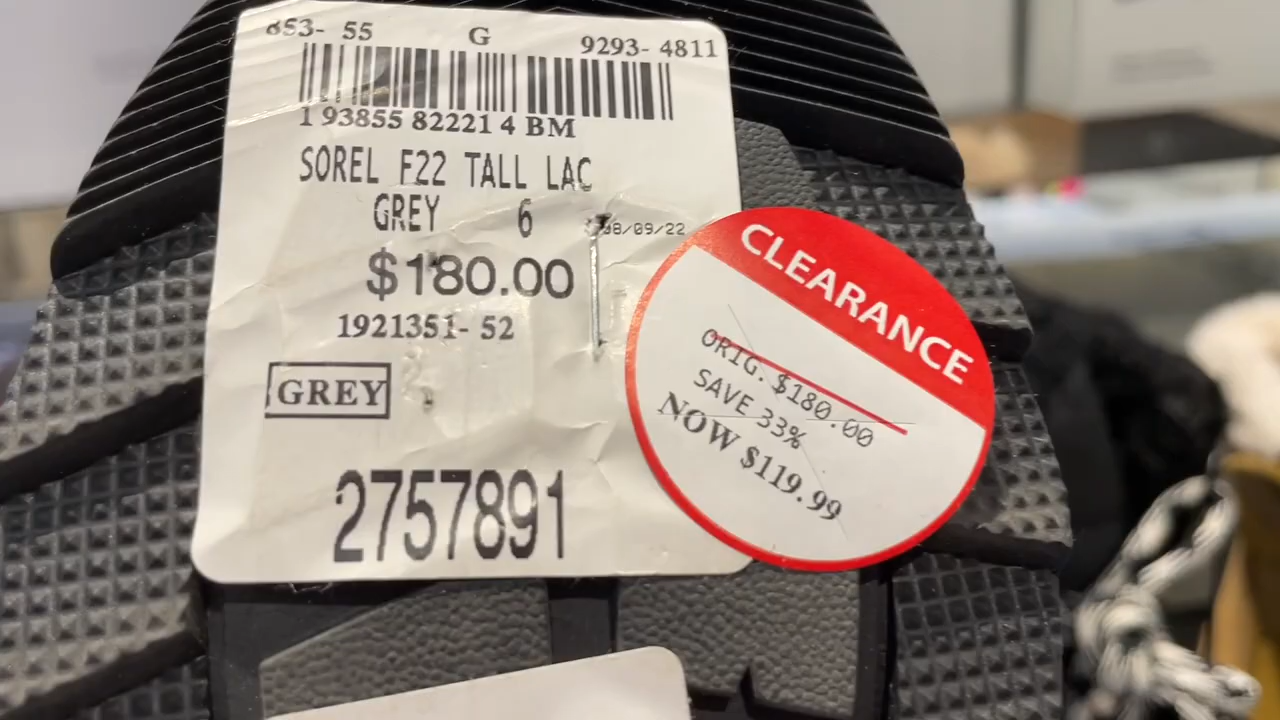 853- 55 G 9293- 4811
1 93855 82221 4 BM
SOREL F22 TALL LAC
GREY 6 08/09/22
$180.00
1921351- 52
GREY
2757891
CLEARANCE
ORIG. $180.00
SAVE 33%
NOW $119.99